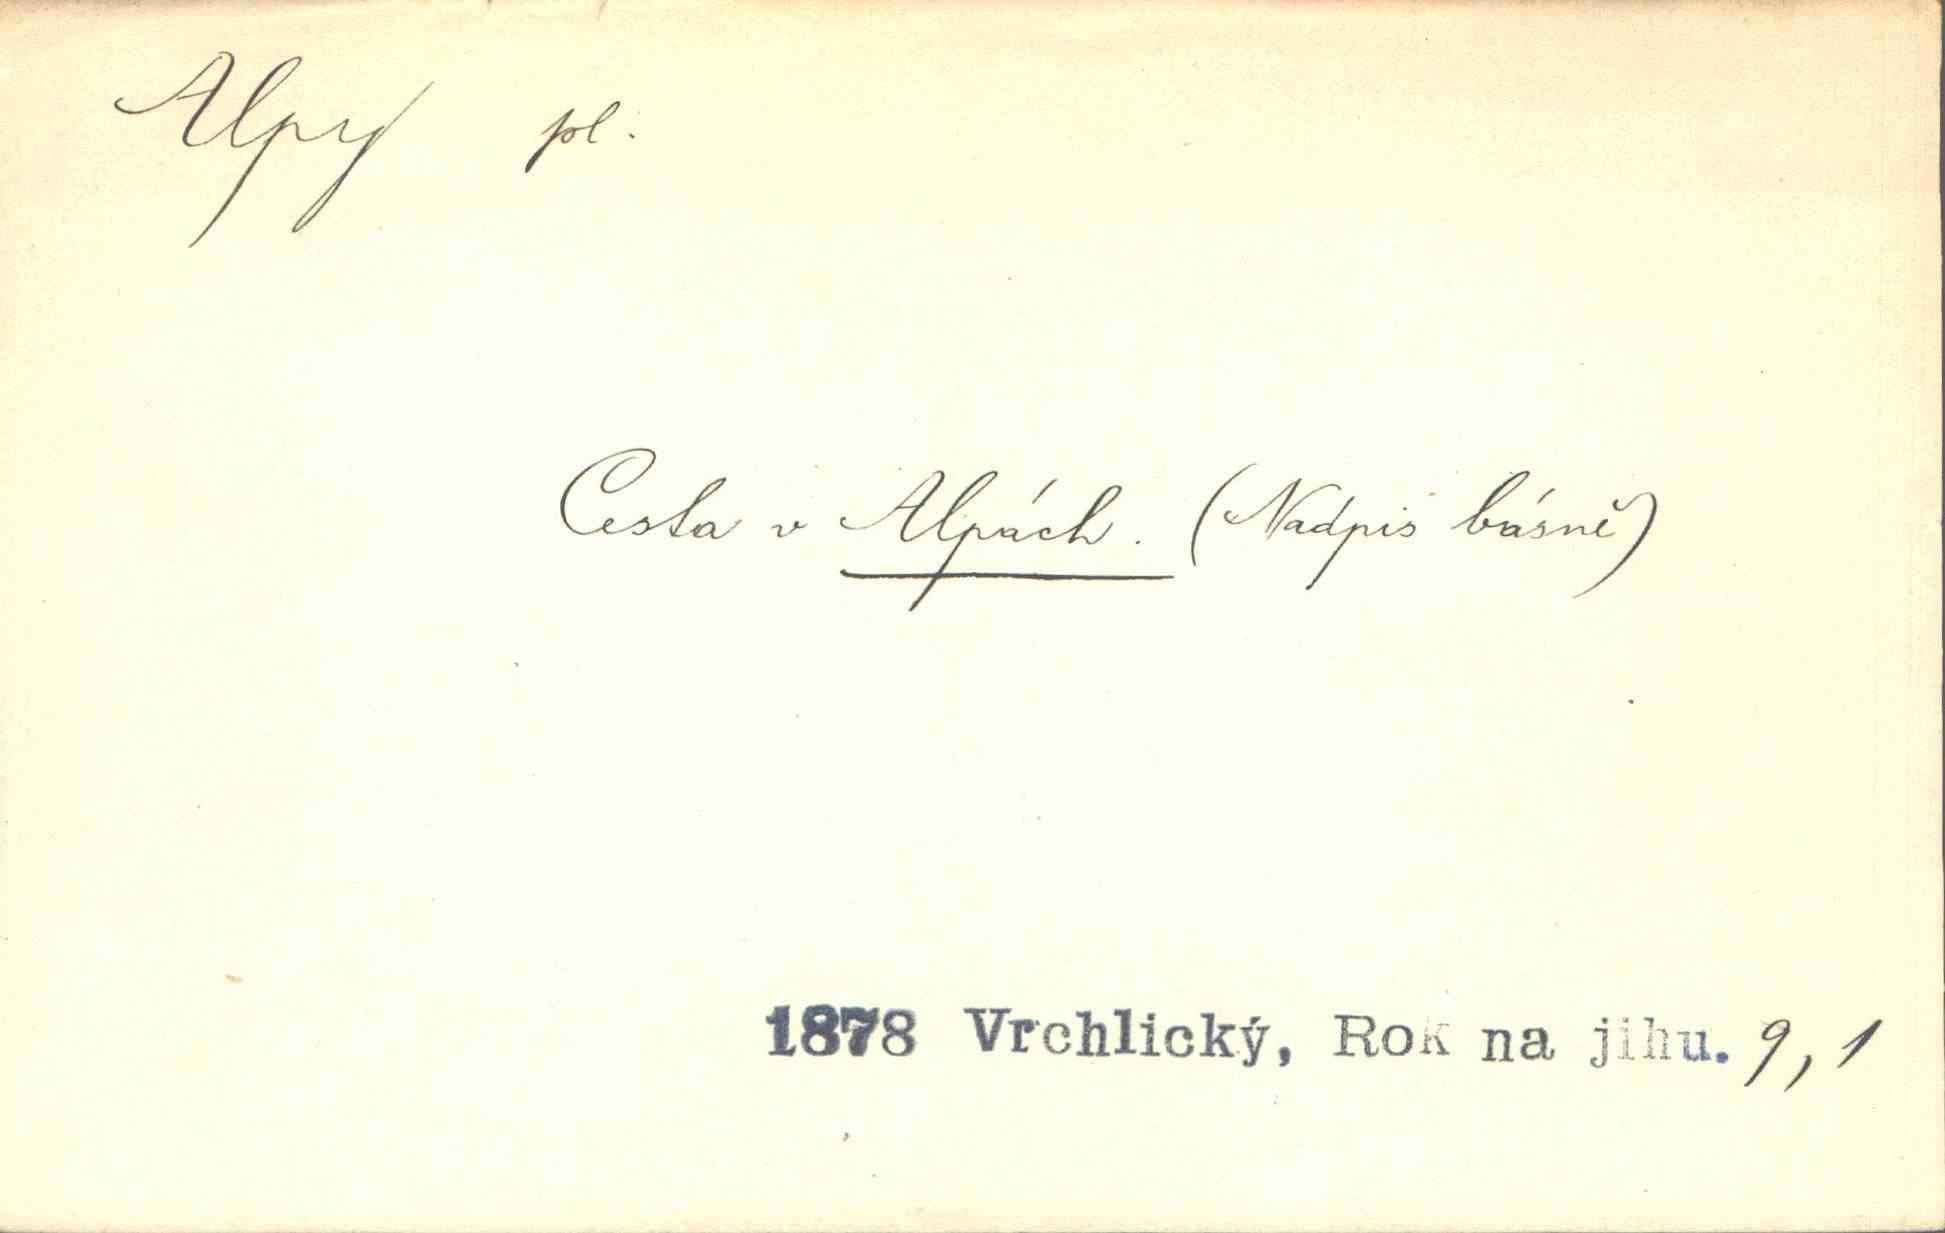 Alpy pl.
Cesta v Alpách. (Nadpis básně)
1878 Vrchlický, Rok na jihu. 9,1